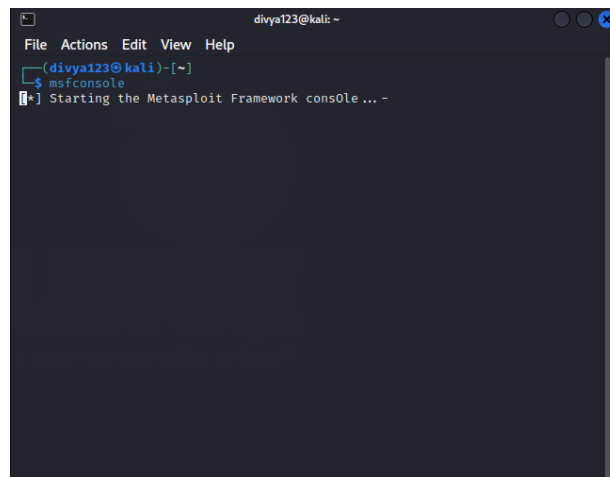 divya123@kali: ~
File Actions Edit View Help
(divya123㉿kali)-[~]
$ msfconsole
[*] Starting the Metasploit Framework consOle ... -